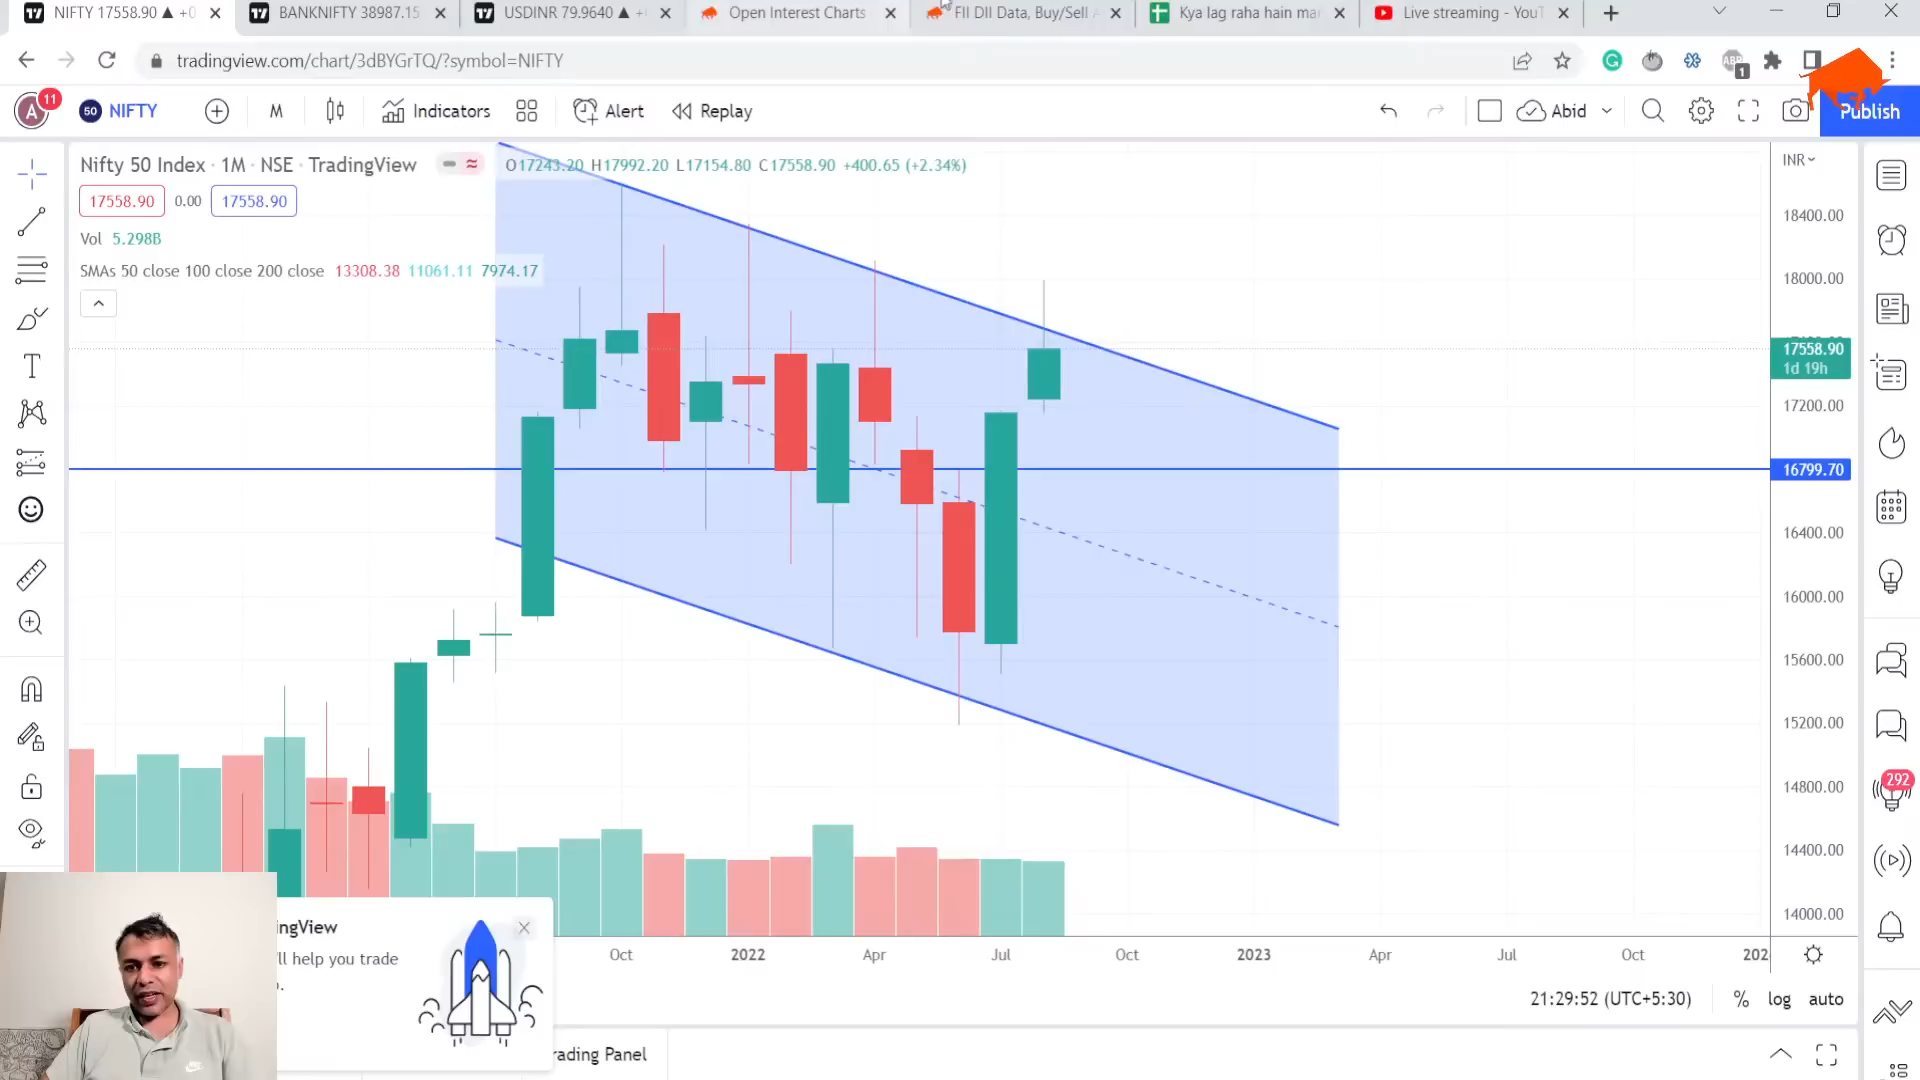 NIFTY 17558.90 ▲ +0
BANKNIFTY 38987.15
USDINR 79.9640 ▲ +
Open Interest Charts
FII DII Data, Buy/Sell
Kya lag raha hain mar
Live streaming - YouT
tradingview.com/chart/3dBYGrTQ/?symbol=NIFTY
1
A 11
50 NIFTY
M
Indicators
Alert
Replay
Abid
Publish
Nifty 50 Index · 1M · NSE · TradingView
O17243.20 H17992.20 L17154.80 C17558.90 +400.65 (+2.34%)
INR
17558.90 0.00 17558.90
Vol 5.298B
SMAs 50 close 100 close 200 close 13308.38 11061.11 7974.17
18400.00
18000.00
17558.90
1d 19h
17200.00
16799.70
16400.00
16000.00
15600.00
15200.00
14800.00
14400.00
14000.00
292
ingView
'll help you trade
Oct 2022 Apr Jul Oct 2023 Apr Jul Oct 202
21:29:52 (UTC+5:30)
% log auto
rading Panel